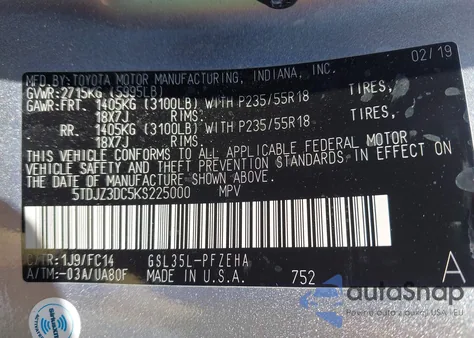 MFD.BY:TOYOTA MOTOR MANUFACTURING, INDIANA, INC. 02/19
GVWR:2715KG (5995LB)
GAWR:FRT. 1405KG (3100LB) WITH P235/55R18 TIRES,
18X7J RIMS.
RR. 1405KG (3100LB) WITH P235/55R18 TIRES,
18X7J RIMS.
THIS VEHICLE CONFORMS TO ALL APPLICABLE FEDERAL MOTOR
VEHICLE SAFETY AND THEFT PREVENTION STANDARDS IN EFFECT ON
THE DATE OF MANUFACTURE SHOWN ABOVE.
5TDJZ3DC5KS225000 MPV
C/TR:1J9/FC14 GSL35L-PFZEHA
A/TM:-03A/UA80F MADE IN U.S.A. 752 A
autoSnap